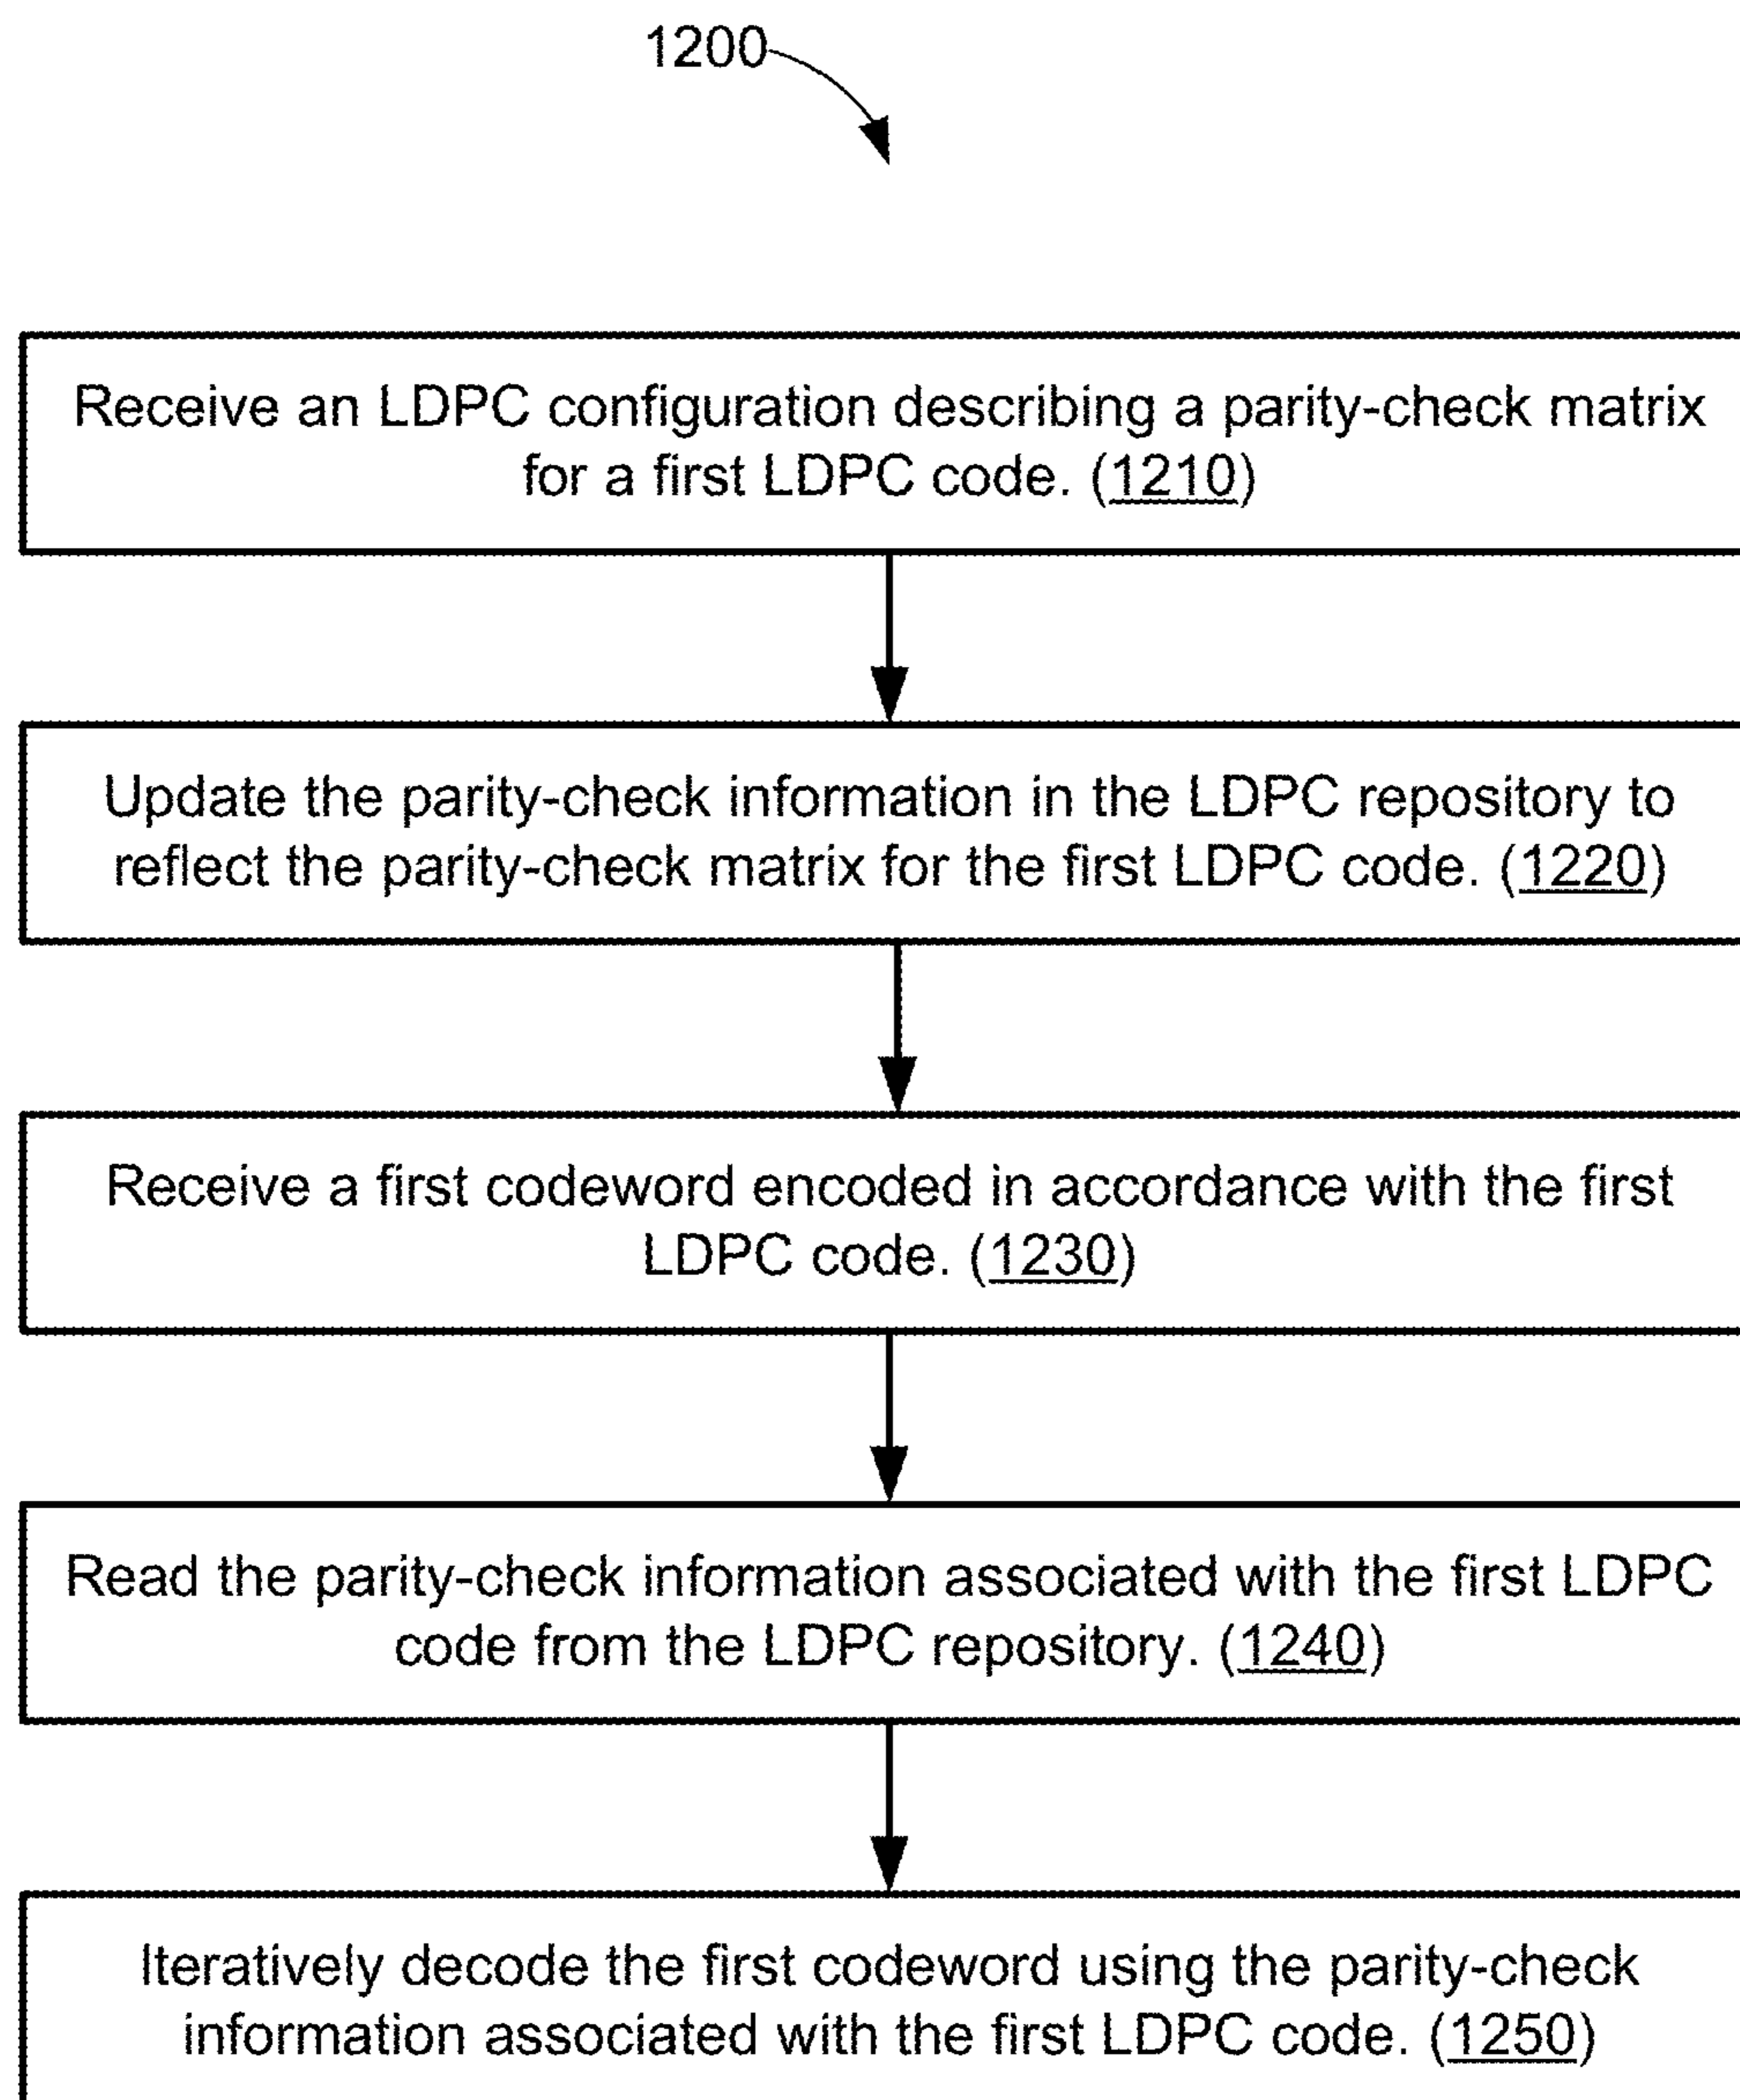 1200
Receive an LDPC configuration describing a parity-check matrix
for a first LDPC code. (1210)
Update the parity-check information in the LDPC repository to
reflect the parity-check matrix for the first LDPC code. (1220)
Receive a first codeword encoded in accordance with the first
LDPC code. (1230)
Read the parity-check information associated with the first LDPC
code from the LDPC repository. (1240)
Iteratively decode the first codeword using the parity-check
information associated with the first LDPC code. (1250)